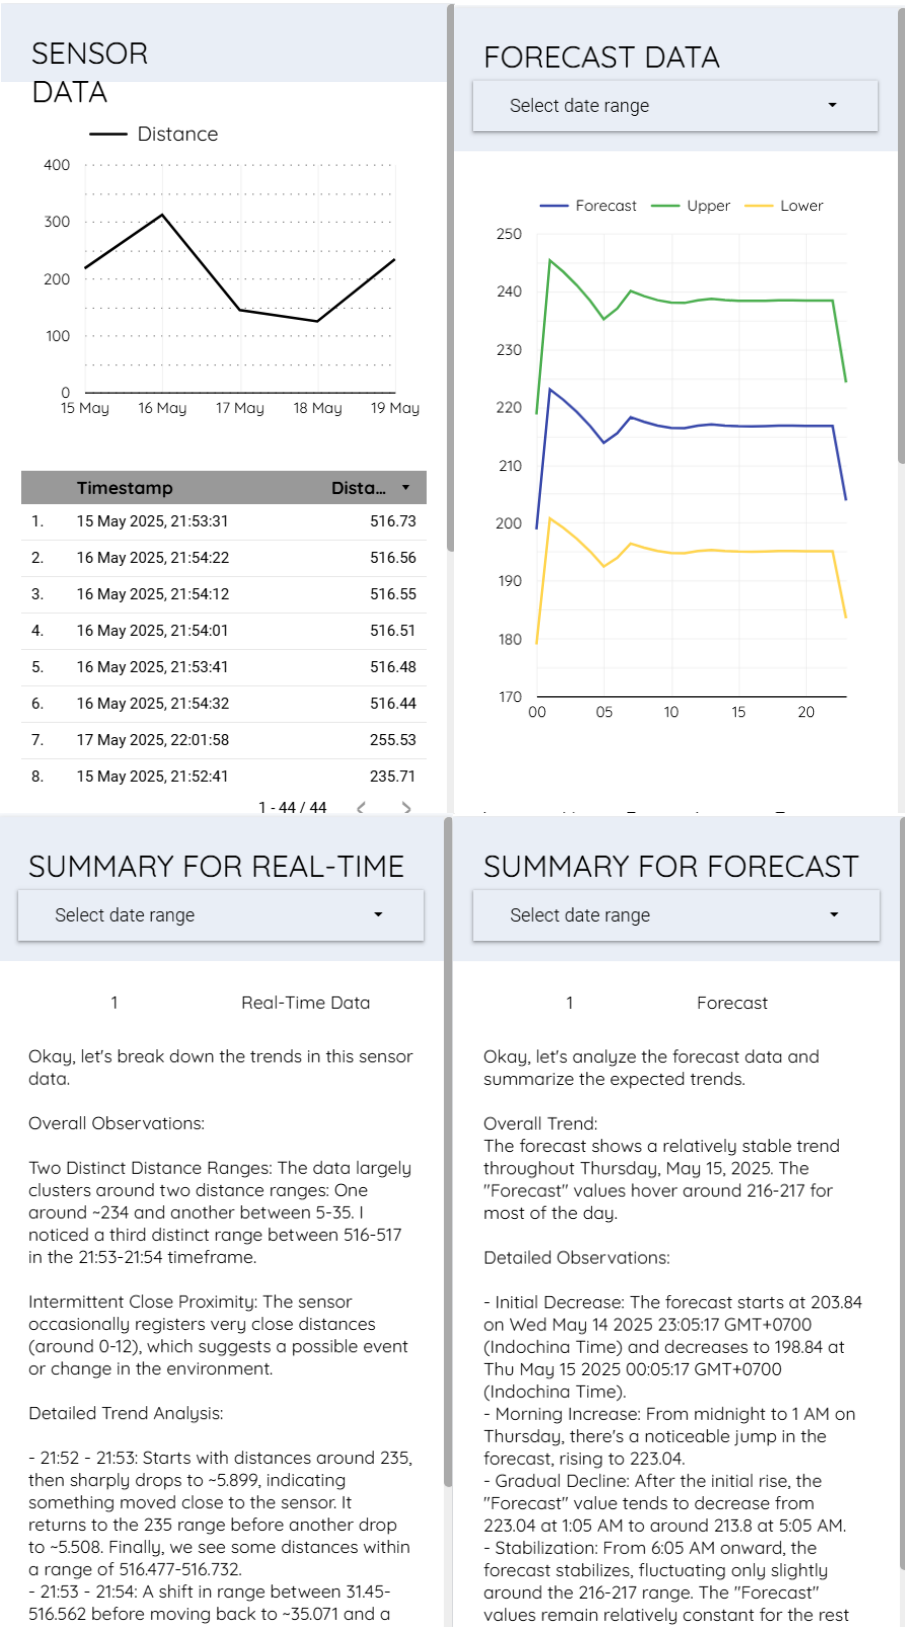 SENSOR
DATA
Distance
400
300
200
100
0
15 May 16 May 17 May 18 May 19 May
Timestamp Dista...
1. 15 May 2025, 21:53:31 516.73
2. 16 May 2025, 21:54:22 516.56
3. 16 May 2025, 21:54:12 516.55
4. 16 May 2025, 21:54:01 516.51
5. 16 May 2025, 21:53:41 516.48
6. 16 May 2025, 21:54:32 516.44
7. 17 May 2025, 22:01:58 255.53
8. 15 May 2025, 21:52:41 235.71
1 - 44 / 44 < >
FORECAST DATA
Select date range
Forecast Upper Lower
250
240
230
220
210
200
190
180
170
00 05 10 15 20
SUMMARY FOR REAL-TIME
Select date range
1 Real-Time Data
Okay, let's break down the trends in this sensor
data.
Overall Observations:
Two Distinct Distance Ranges: The data largely
clusters around two distance ranges: One
around ~234 and another between 5-35. I
noticed a third distinct range between 516-517
in the 21:53-21:54 timeframe.
Intermittent Close Proximity: The sensor
occasionally registers very close distances
(around 0-12), which suggests a possible event
or change in the environment.
Detailed Trend Analysis:
- 21:52 - 21:53: Starts with distances around 235,
then sharply drops to ~5.899, indicating
something moved close to the sensor. It
returns to the 235 range before another drop
to ~5.508. Finally, we see some distances within
a range of 516.477-516.732.
- 21:53 - 21:54: A shift in range between 31.45-
516.562 before moving back to ~35.071 and a
SUMMARY FOR FORECAST
Select date range
1 Forecast
Okay, let's analyze the forecast data and
summarize the expected trends.
Overall Trend:
The forecast shows a relatively stable trend
throughout Thursday, May 15, 2025. The
"Forecast" values hover around 216-217 for
most of the day.
Detailed Observations:
- Initial Decrease: The forecast starts at 203.84
on Wed May 14 2025 23:05:17 GMT+0700
(Indochina Time) and decreases to 198.84 at
Thu May 15 2025 00:05:17 GMT+0700
(Indochina Time).
- Morning Increase: From midnight to 1 AM on
Thursday, there's a noticeable jump in the
forecast, rising to 223.04.
- Gradual Decline: After the initial rise, the
"Forecast" value tends to decrease from
223.04 at 1:05 AM to around 213.8 at 5:05 AM.
- Stabilization: From 6:05 AM onward, the
forecast stabilizes, fluctuating only slightly
around the 216-217 range. The "Forecast"
values remain relatively constant for the rest